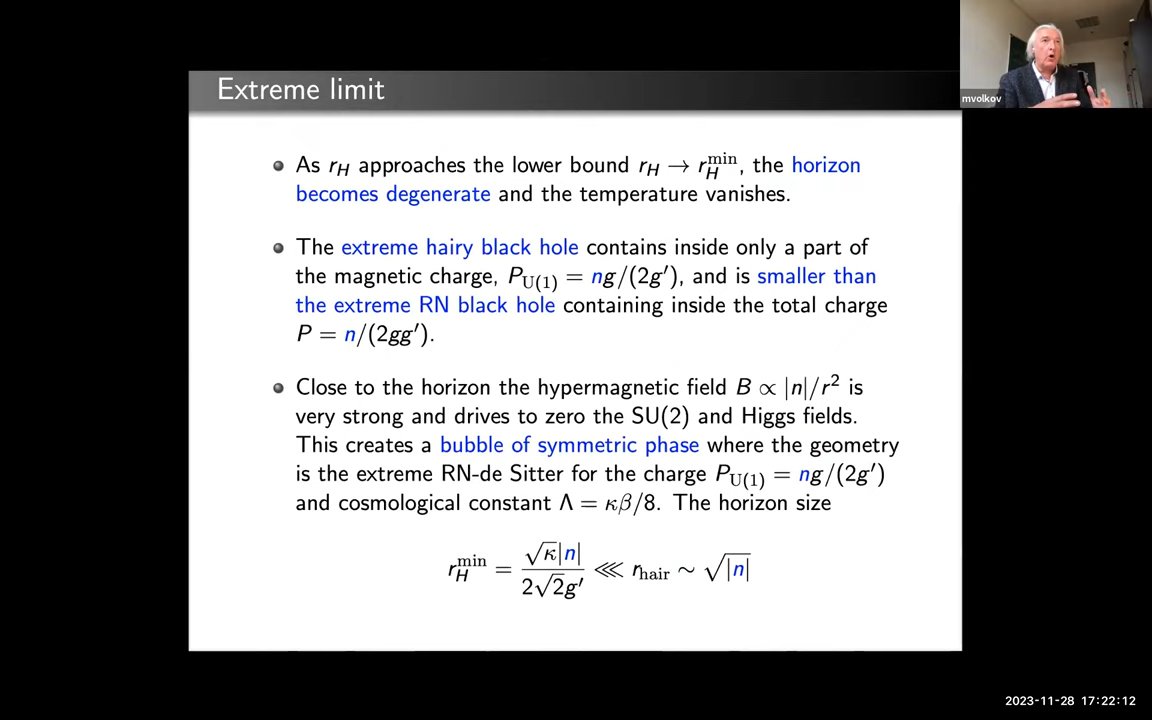 Extreme limit
mvolkov
As r_H approaches the lower bound r_H → r_H^min, the horizon
becomes degenerate and the temperature vanishes.
The extreme hairy black hole contains inside only a part of
the magnetic charge, P_U(1) = ng/(2g′), and is smaller than
the extreme RN black hole containing inside the total charge
P = n/(2gg′).
Close to the horizon the hypermagnetic field B ∝ |n|/r² is
very strong and drives to zero the SU(2) and Higgs fields.
This creates a bubble of symmetric phase where the geometry
is the extreme RN-de Sitter for the charge P_U(1) = ng/(2g′)
and cosmological constant Λ = κβ/8. The horizon size
r_H^min = √κ|n| / 2√2g′ ⋘ r_hair ∼ √|n|
2023-11-28 17:22:12